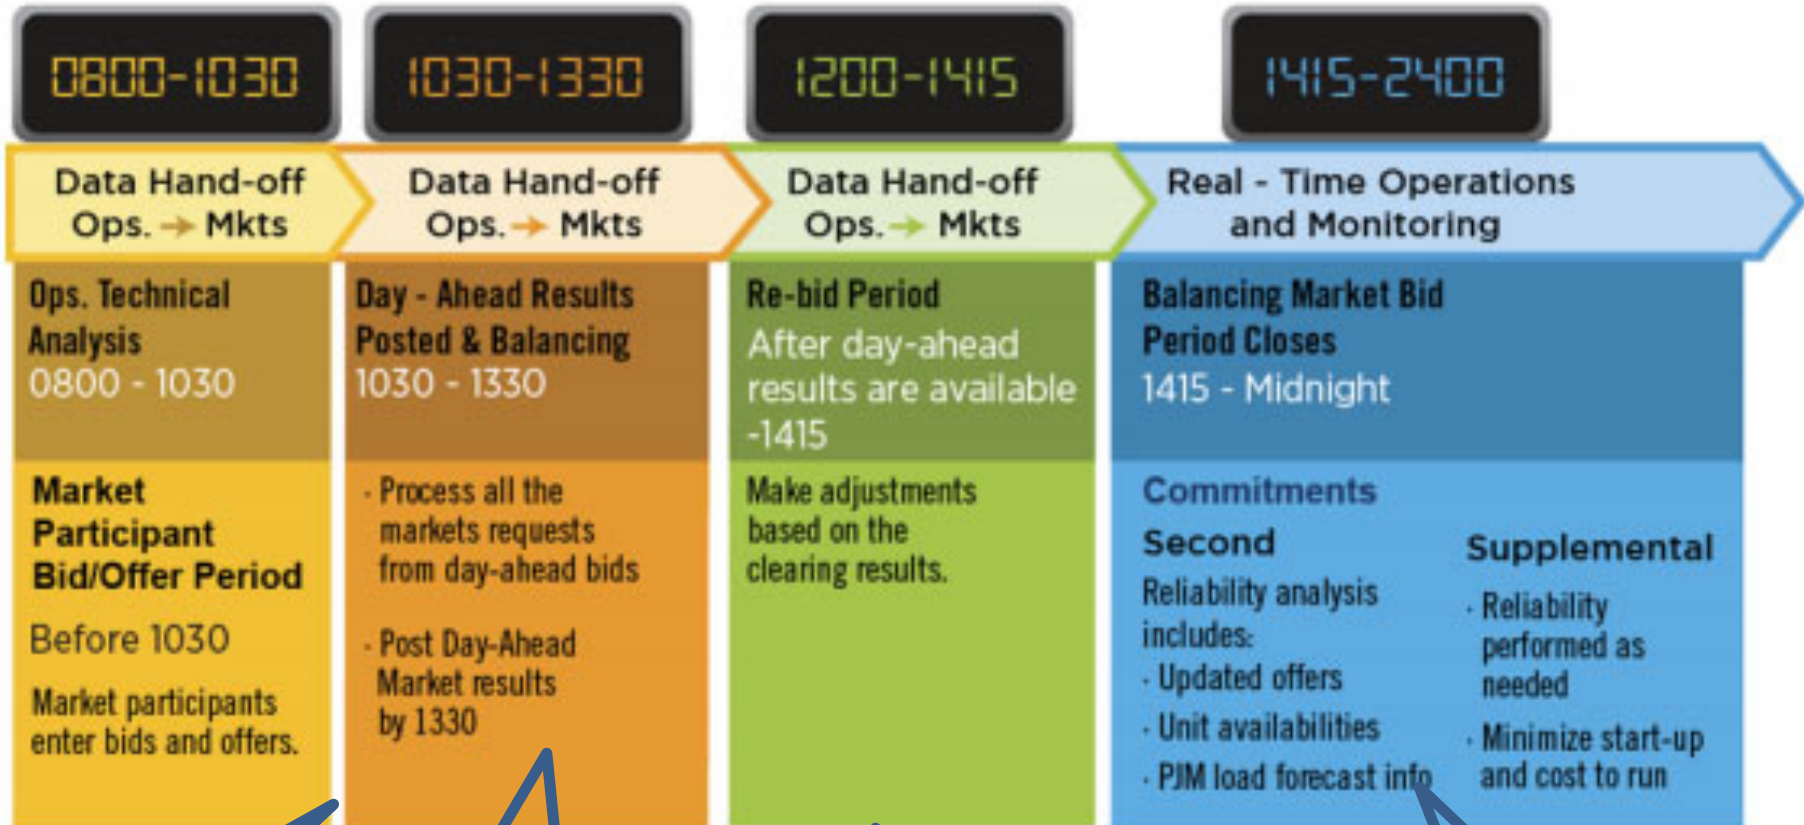 0800-1030
1030-1330
1200-1415
1415-2400
Data Hand-off
Ops. → Mkts
Data Hand-off
Ops. → Mkts
Data Hand-off
Ops. → Mkts
Real - Time Operations
and Monitoring
Ops. Technical
Analysis
0800 - 1030
Market
Participant
Bid/Offer Period
Before 1030
Market participants
enter bids and offers.
Day - Ahead Results
Posted & Balancing
1030 - 1330
· Process all the
markets requests
from day-ahead bids
· Post Day-Ahead
Market results
by 1330
Re-bid Period
After day-ahead
results are available
-1415
Make adjustments
based on the
clearing results.
Balancing Market Bid
Period Closes
1415 - Midnight
Commitments
Second
Reliability analysis
includes:
· Updated offers
· Unit availabilities
· PJM load forecast info
Supplemental
· Reliability
performed as
needed
· Minimize start-up
and cost to run